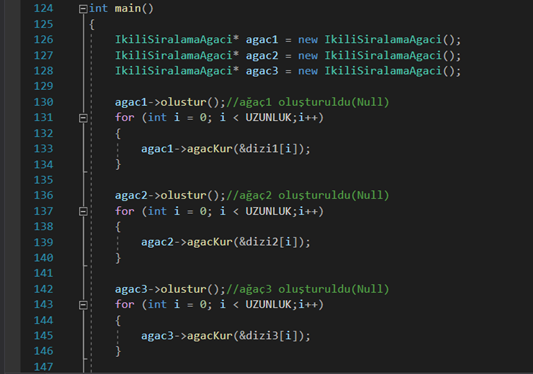 124 int main()
125 {
126 IkiliSiralamaAgaci* agac1 = new IkiliSiralamaAgaci();
127 IkiliSiralamaAgaci* agac2 = new IkiliSiralamaAgaci();
128 IkiliSiralamaAgaci* agac3 = new IkiliSiralamaAgaci();
129
130 agac1->olustur();//ağaç1 oluşturuldu(Null)
131 for (int i = 0; i < UZUNLUK;i++)
132 {
133 agac1->agacKur(&dizi1[i]);
134 }
135
136 agac2->olustur();//ağaç2 oluşturuldu(Null)
137 for (int i = 0; i < UZUNLUK;i++)
138 {
139 agac2->agacKur(&dizi2[i]);
140 }
141
142 agac3->olustur();//ağaç3 oluşturuldu(Null)
143 for (int i = 0; i < UZUNLUK;i++)
144 {
145 agac3->agacKur(&dizi3[i]);
146 }
147